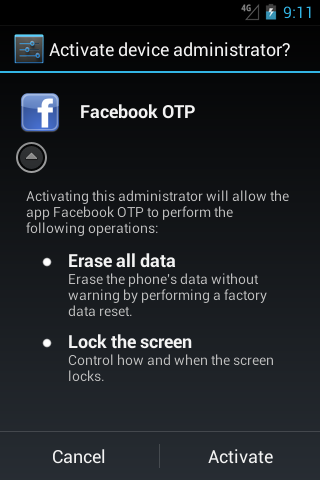 4G 9:11
Activate device administrator?
Facebook OTP
Activating this administrator will allow the
app Facebook OTP to perform the
following operations:
Erase all data
Erase the phone's data without
warning by performing a factory
data reset.
Lock the screen
Control how and when the screen
locks.
Cancel Activate